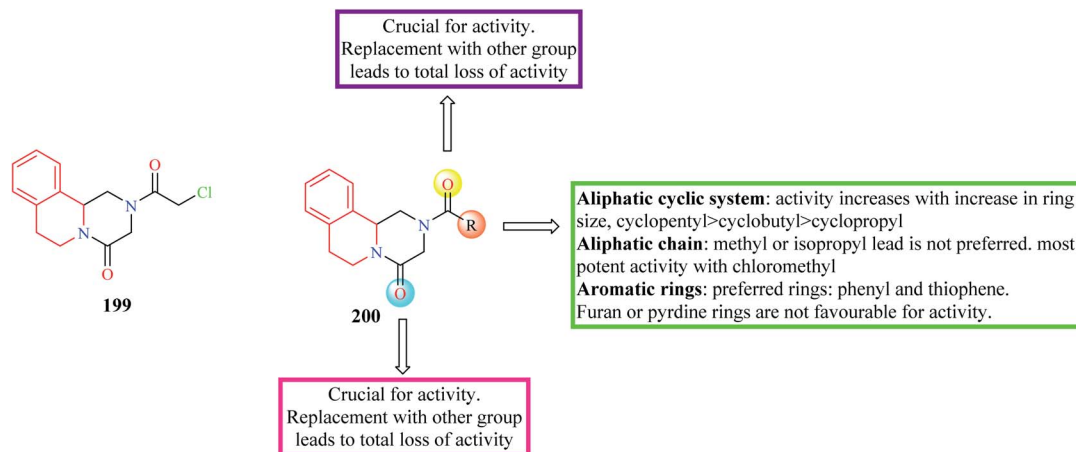 Crucial for activity.
Replacement with other group
leads to total loss of activity
O
N
Cl
N
O
199
O
N
R
N
O
200
Aliphatic cyclic system: activity increases with increase in ring
size, cyclopentyl>cyclobutyl>cyclopropyl
Aliphatic chain: methyl or isopropyl lead is not preferred. most
potent activity with chloromethyl
Aromatic rings: preferred rings: phenyl and thiophene.
Furan or pyrdine rings are not favourable for activity.
Crucial for activity.
Replacement with other group
leads to total loss of activity